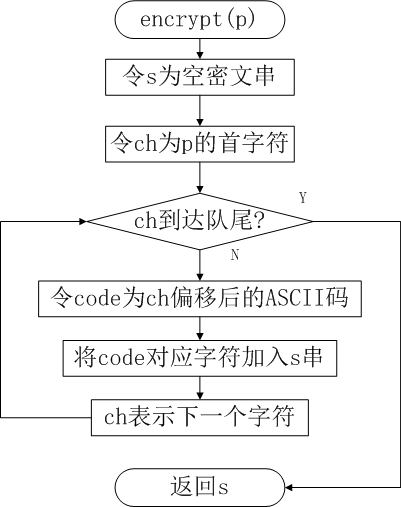 encrypt(p)
令s为空密文串
令ch为p的首字符
ch到达队尾?
Y
N
令code为ch偏移后的ASCII码
将code对应字符加入s串
ch表示下一个字符
返回s